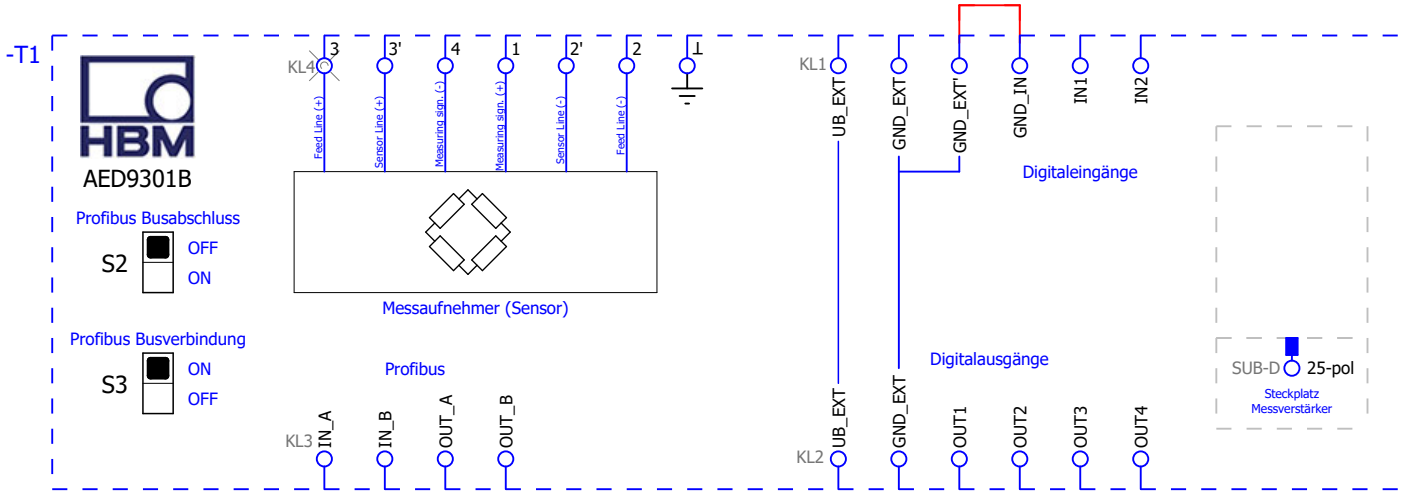 -T1
HBM
AED9301B
Profibus Busabschluss
S2
OFF
ON
Profibus Busverbindung
S3
ON
OFF
KL4
3
3'
4
1
2'
2
⊥
Feed Line (+)
Sensor Line (+)
Measuring sign. (-)
Measuring sign. (+)
Sensor Line (-)
Feed Line (-)
Messaufnehmer (Sensor)
Profibus
KL3
IN_A
IN_B
OUT_A
OUT_B
KL1
UB_EXT
GND_EXT
GND_EXT'
GND_IN
IN1
IN2
Digitaleingänge
Digitalausgänge
KL2
UB_EXT
GND_EXT
OUT1
OUT2
OUT3
OUT4
SUB-D 25-pol
Steckplatz
Messverstärker